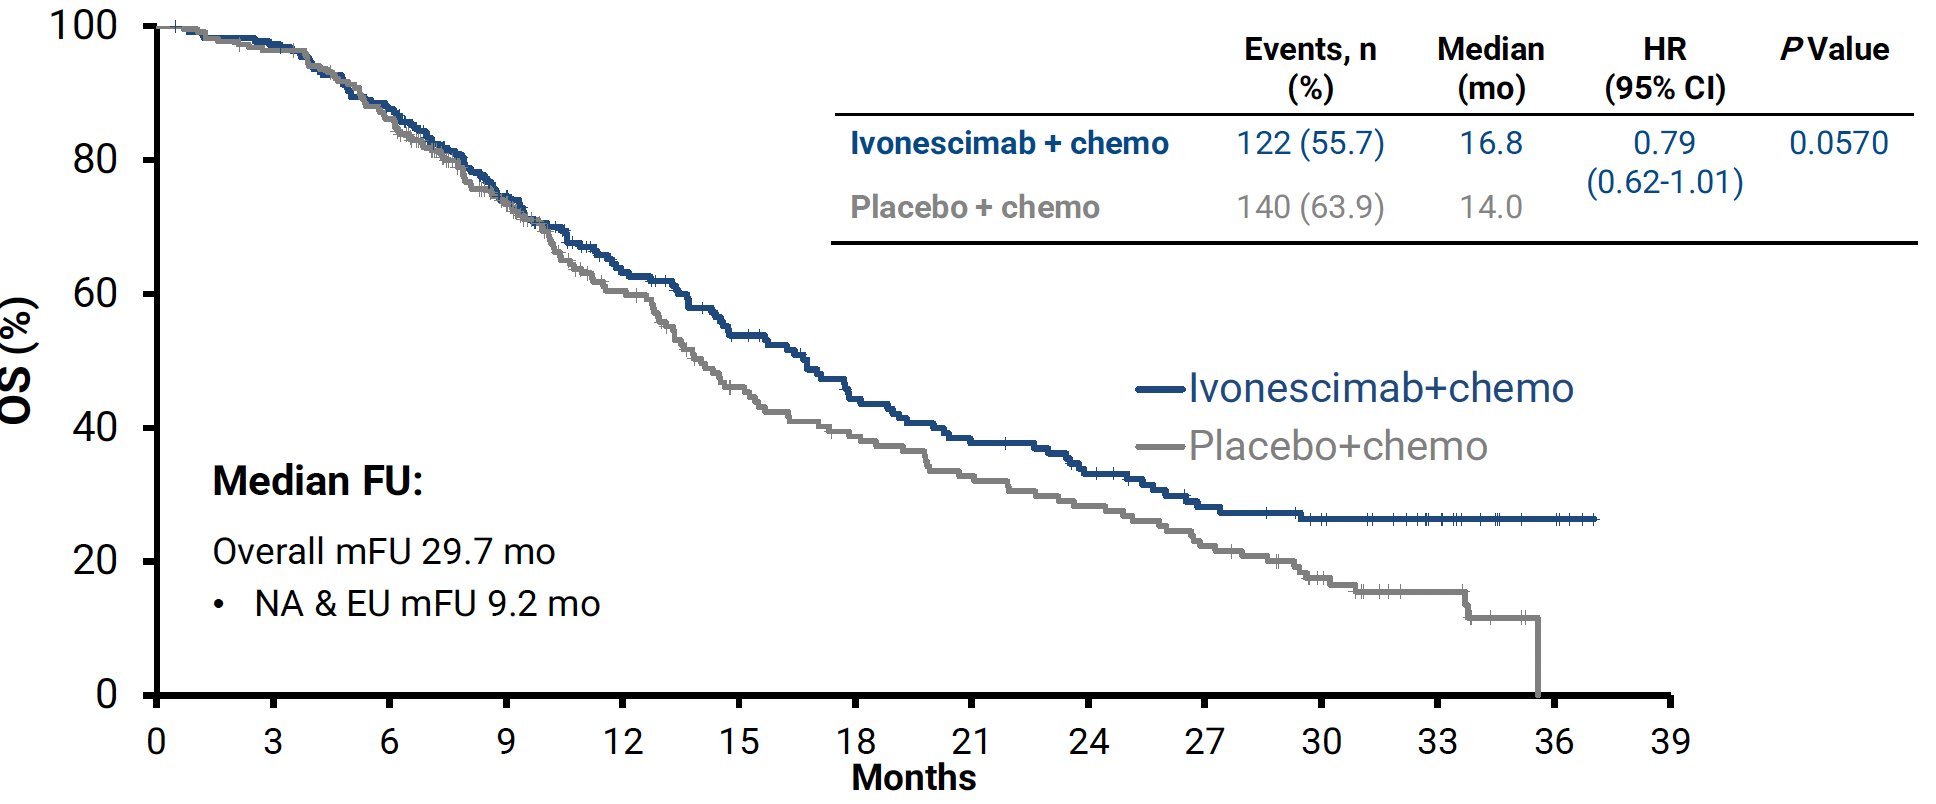 100
80
60
40
20
0
OS (%)
Events, n (%)
Median (mo)
HR (95% CI)
P Value
Ivonescimab + chemo 122 (55.7) 16.8 0.79 (0.62-1.01) 0.0570
Placebo + chemo 140 (63.9) 14.0
Ivonescimab+chemo
Placebo+chemo
Median FU:
Overall mFU 29.7 mo
• NA & EU mFU 9.2 mo
0 3 6 9 12 15 18 21 24 27 30 33 36 39
Months